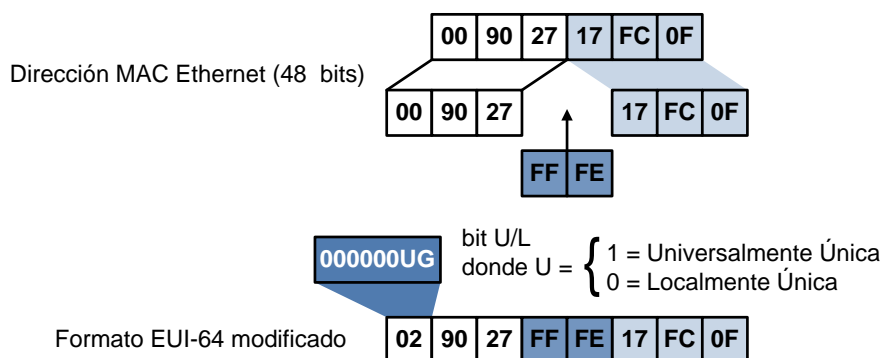 00 90 27 17 FC 0F
Dirección MAC Ethernet (48 bits)
00 90 27 17 FC 0F
FF FE
000000UG
bit U/L
donde U = { 1 = Universalmente Única
0 = Localmente Única
Formato EUI-64 modificado
02 90 27 FF FE 17 FC 0F